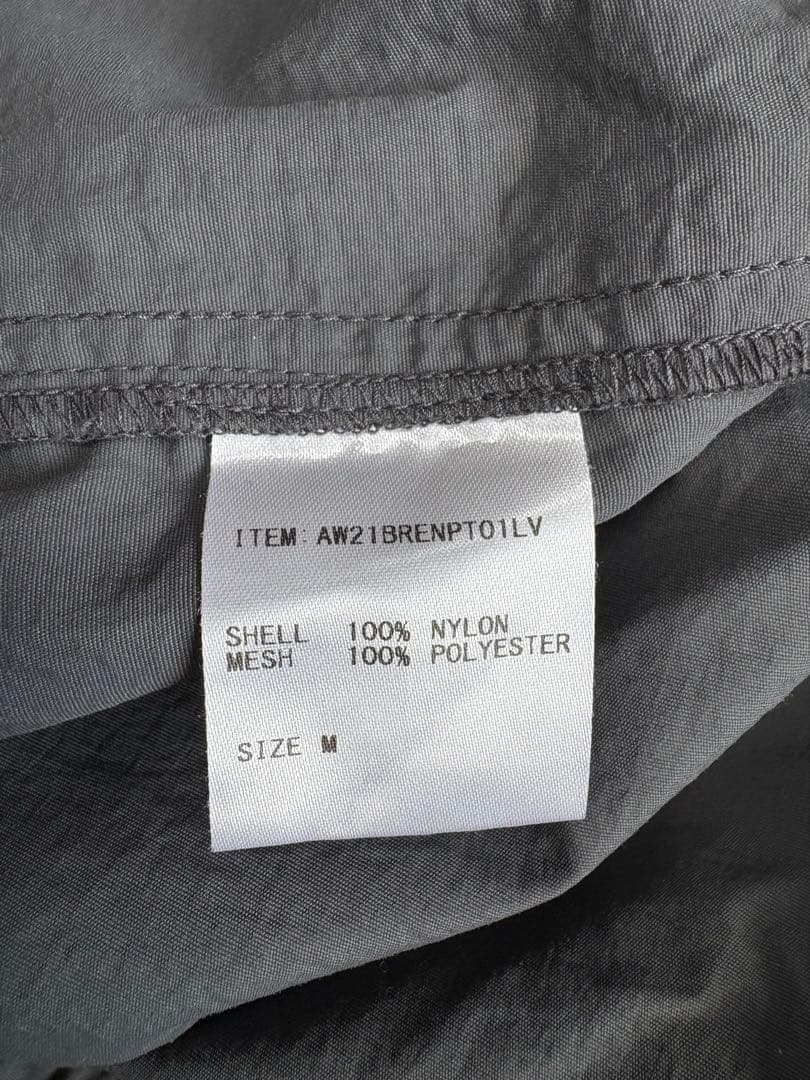 ITEM: AW21BRENPT01LV
SHELL 100% NYLON
MESH 100% POLYESTER
SIZE M